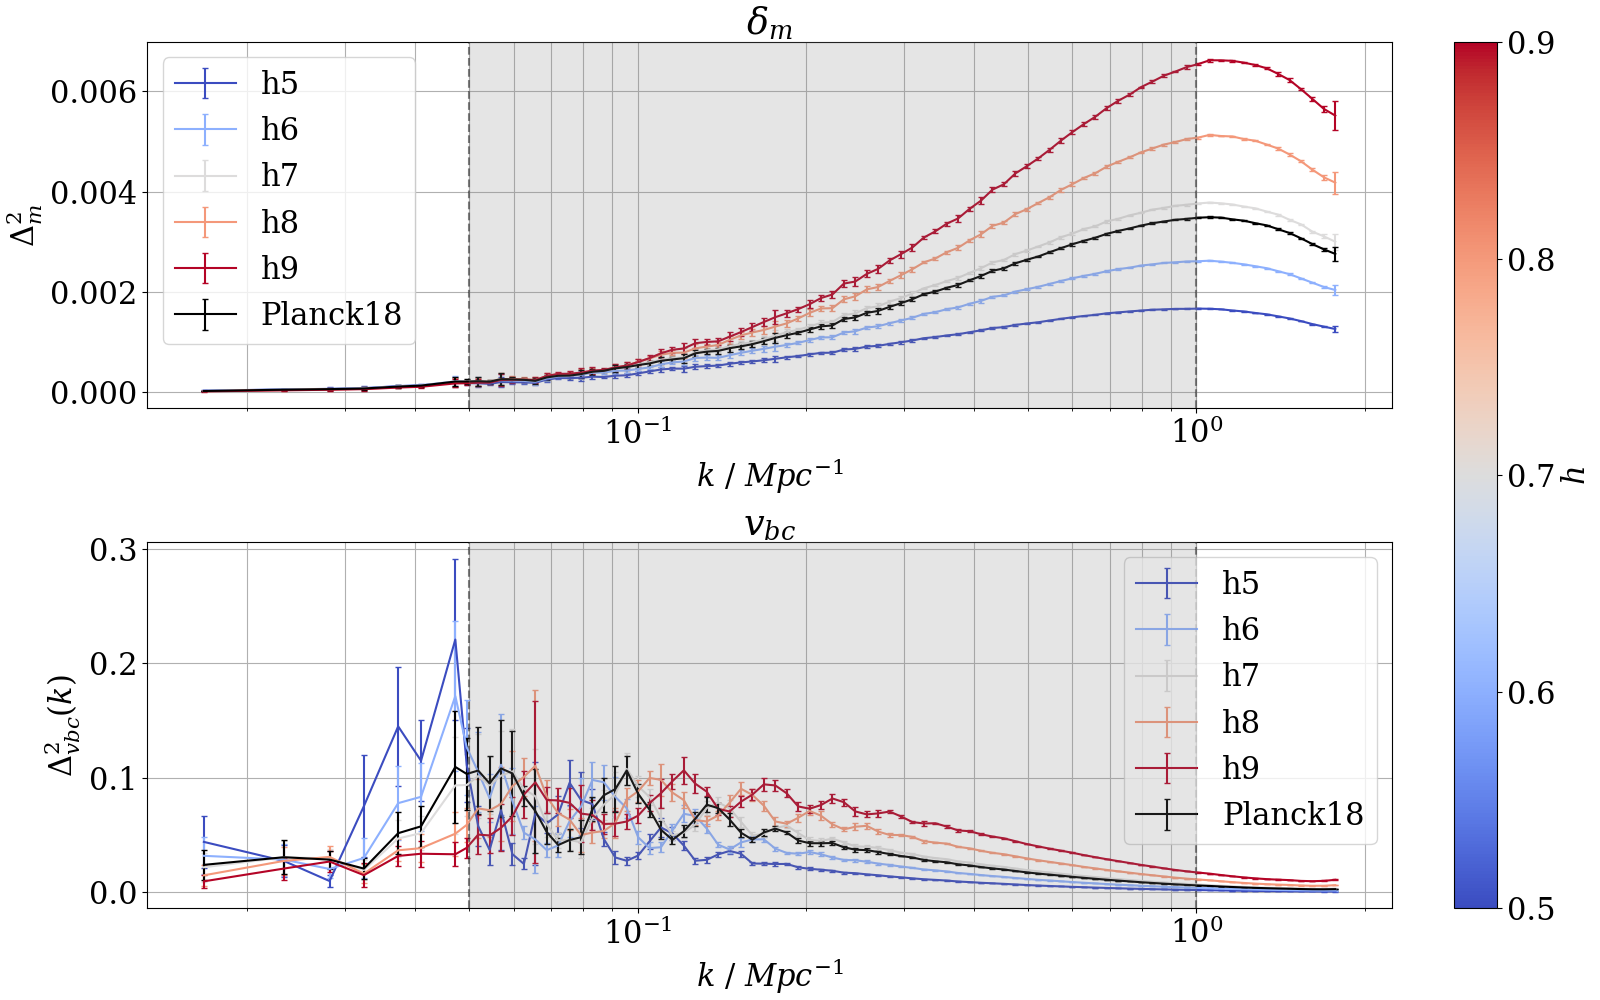 δₘ
h5
h6
h7
h8
h9
Planck18
Δ²ₘ
0.006
0.004
0.002
0.000
10⁻¹
10⁰
k / Mpc⁻¹
v_bc
h5
h6
h7
h8
h9
Planck18
Δ²_vbc(k)
0.3
0.2
0.1
0.0
10⁻¹
10⁰
k / Mpc⁻¹
0.9
0.8
0.7
0.6
0.5
h